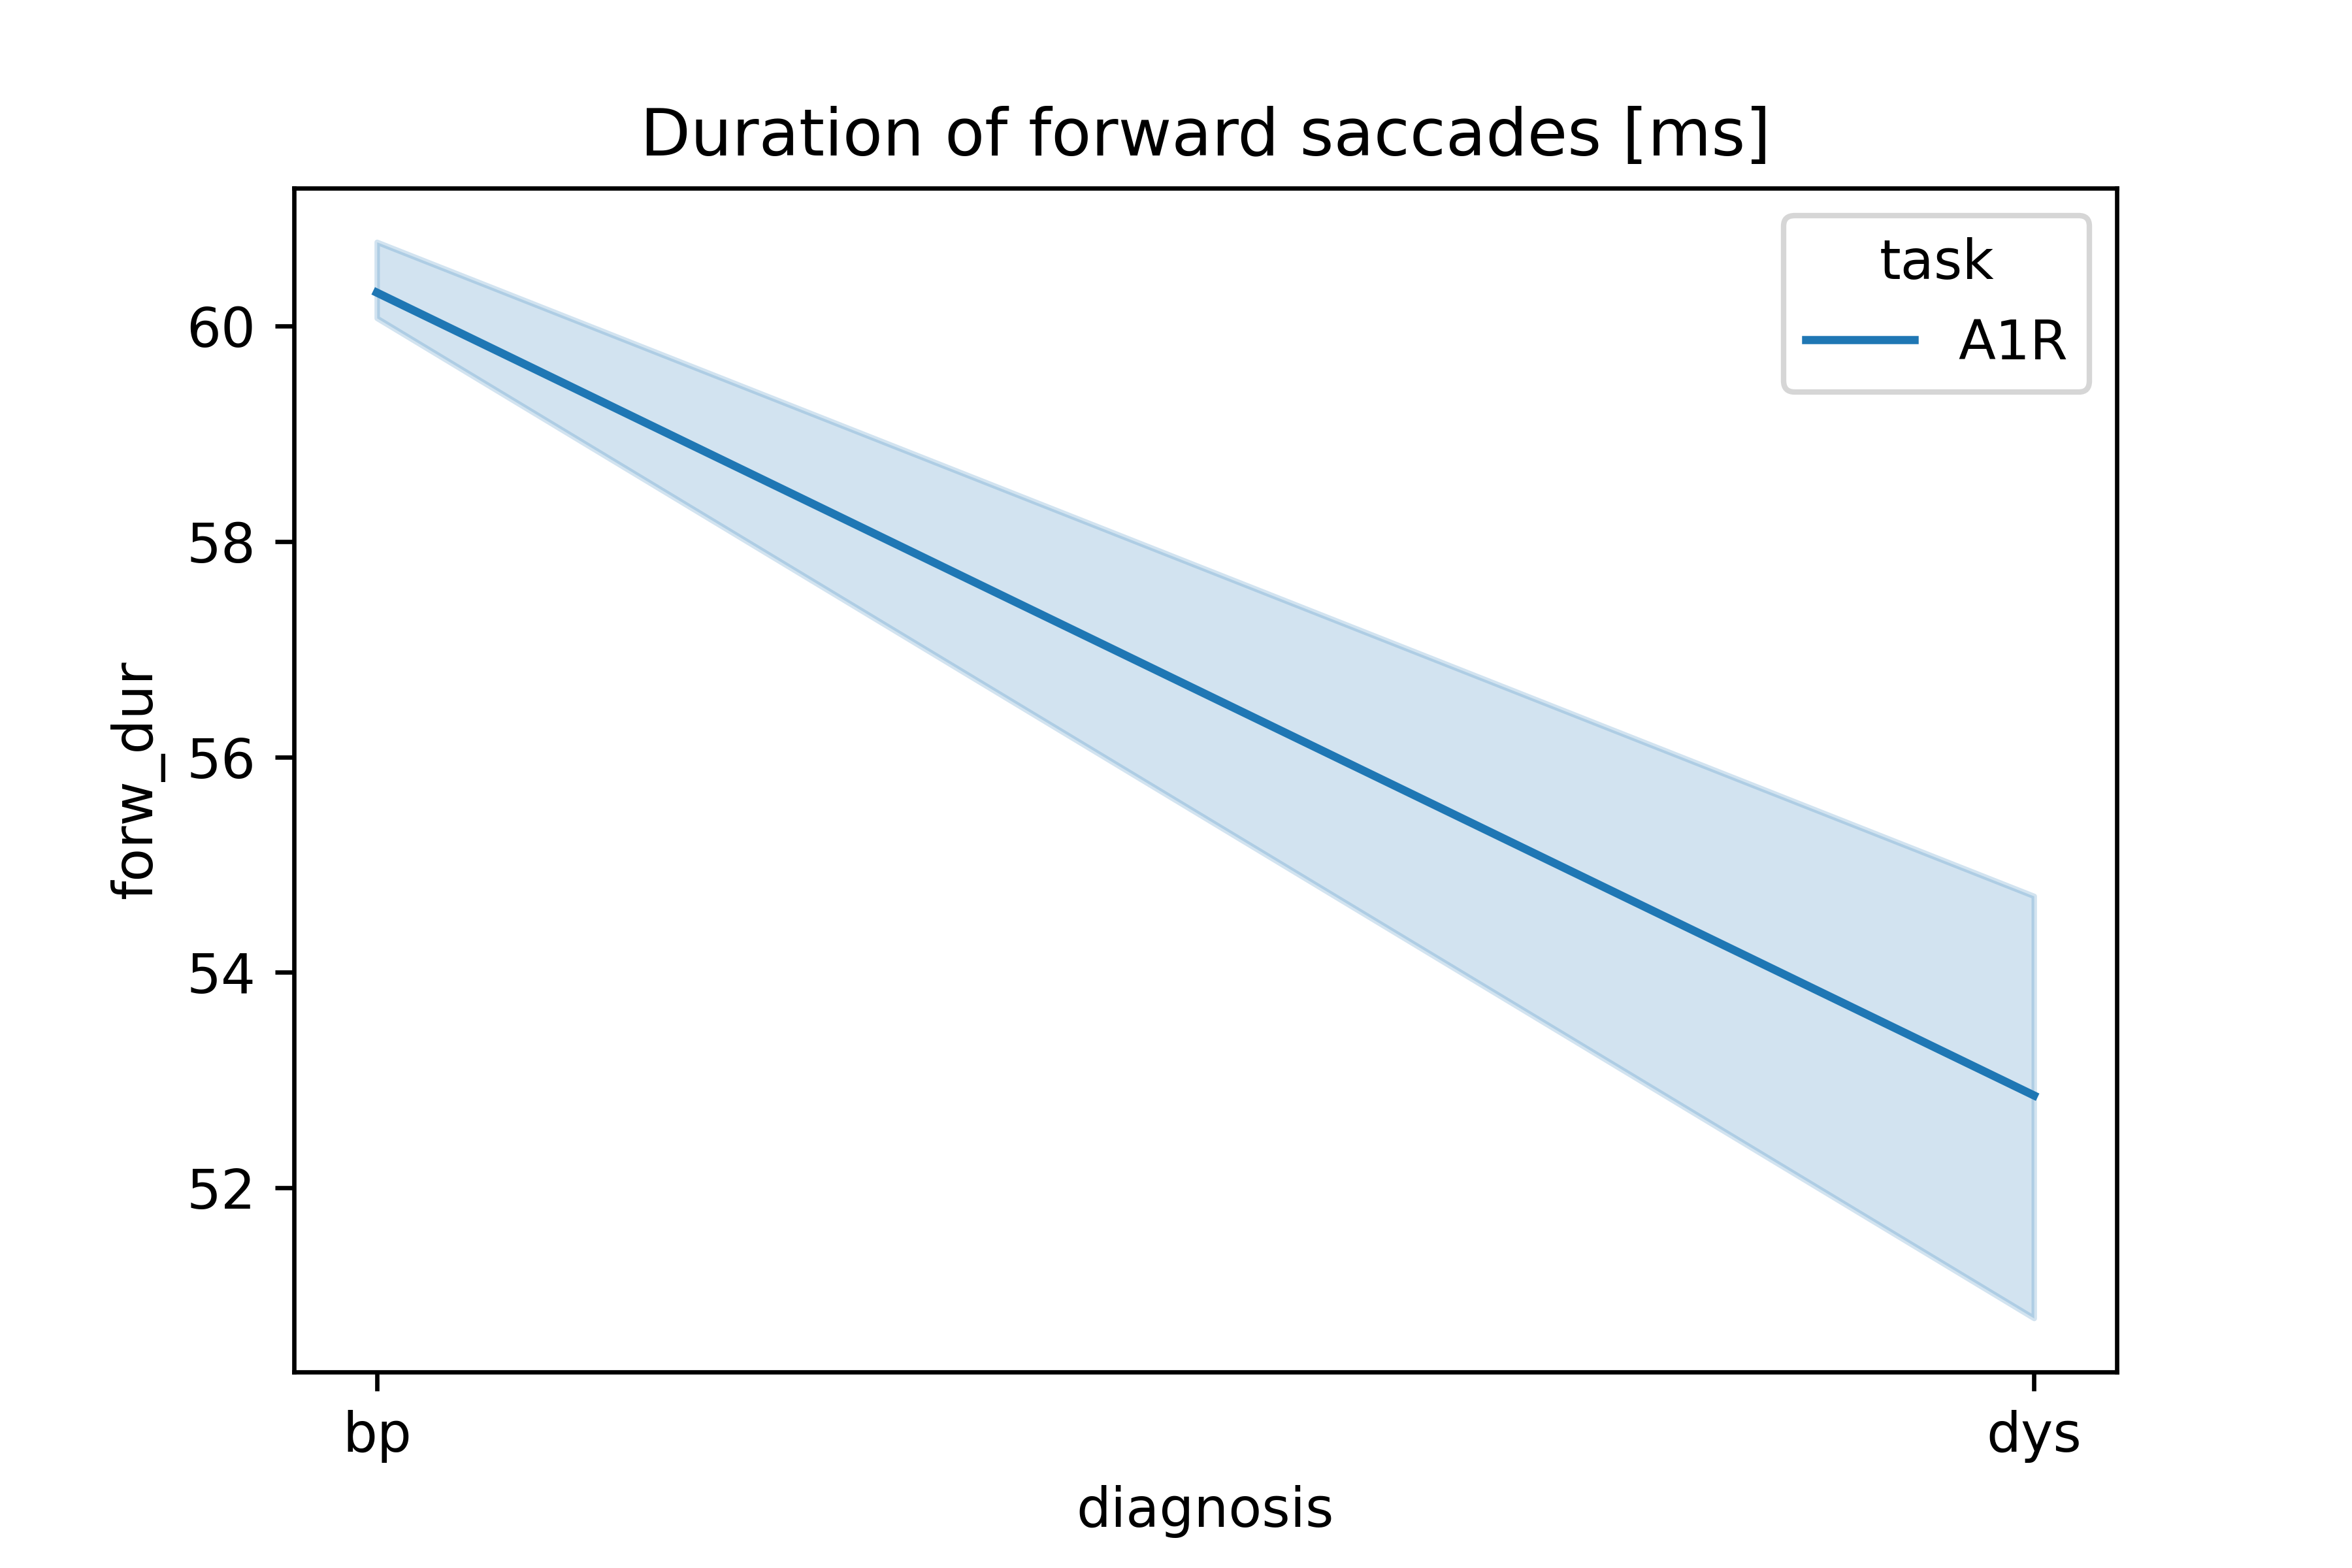 Duration of forward saccades [ms]
task
A1R
60
58
56
54
52
forw_dur
bp
dys
diagnosis